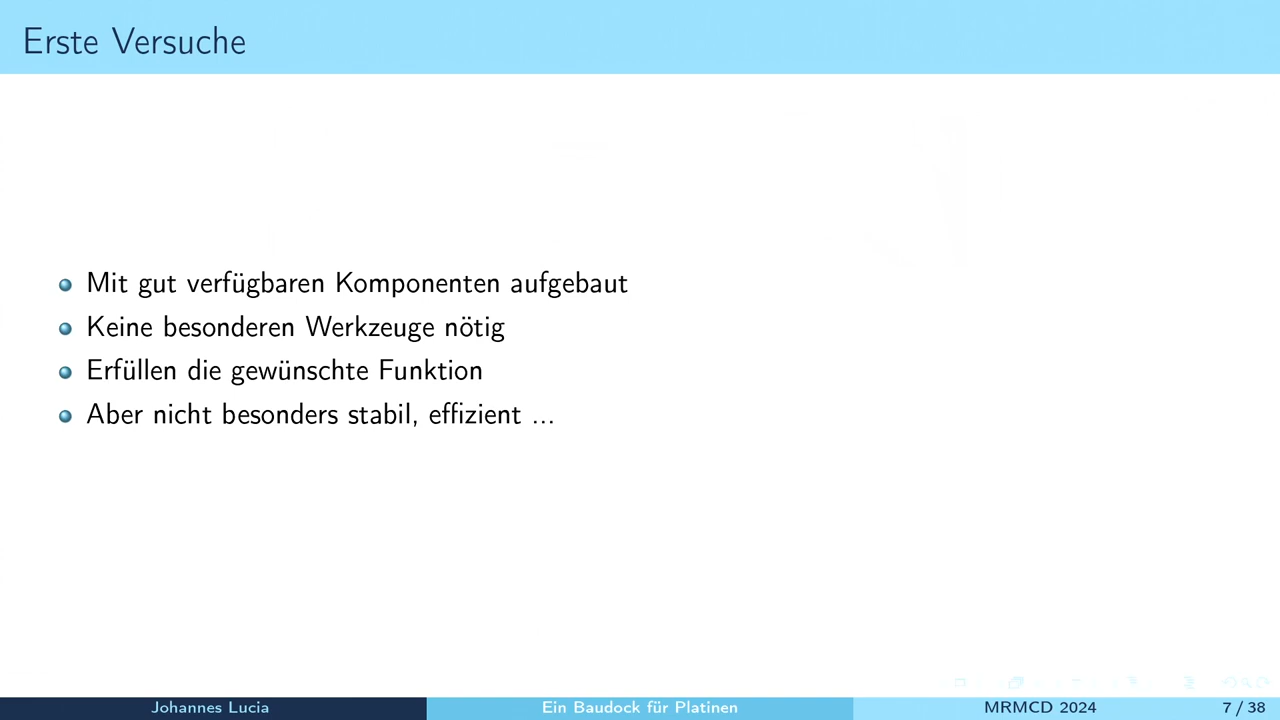 Erste Versuche
Mit gut verfügbaren Komponenten aufgebaut
Keine besonderen Werkzeuge nötig
Erfüllen die gewünschte Funktion
Aber nicht besonders stabil, effizient ...
Johannes Lucia
Ein Baudock für Platinen
MRMCD 2024
7 / 38